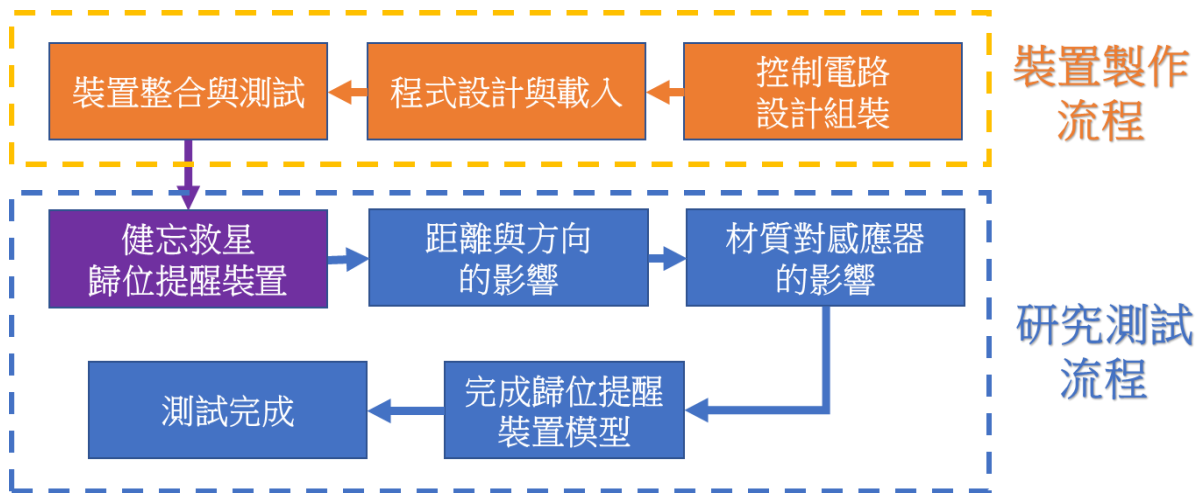 裝置整合與測試
程式設計與載入
控制電路
設計組裝
裝置製作
流程
健忘救星
歸位提醒裝置
距離與方向
的影響
材質對感應器
的影響
研究測試
流程
測試完成
完成歸位提醒
裝置模型